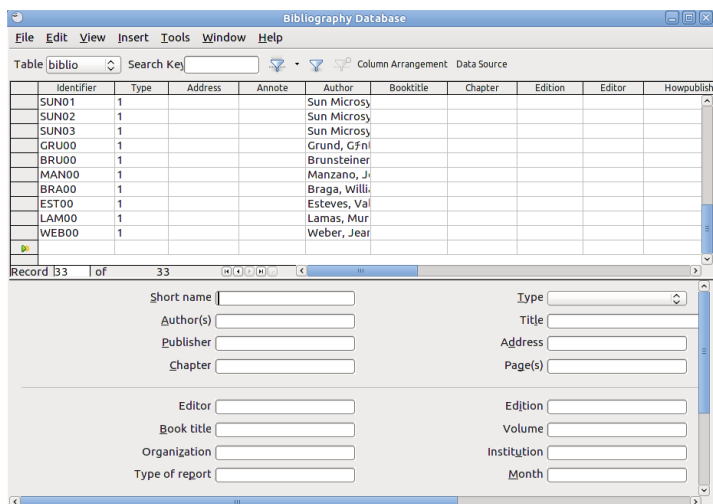 Bibliography Database
File Edit View Insert Tools Window Help
Table biblio Search Key Column Arrangement Data Source
Identifier Type Address Annote Author Booktitle Chapter Edition Editor Howpublish
SUN01 1 Sun Microsy
SUN02 1 Sun Microsy
SUN03 1 Sun Microsy
GRU00 1 Grund,
BRU00 1 Brunsteiner
MAN00 1 Manzano, J
BRA00 1 Braga, Willi
EST00 1 Esteves, Val
LAM00 1 Lamas, Mur
WEB00 1 Weber, Jear
Record 33 of 33
Short name Type
Author(s) Title
Publisher Address
Chapter Page(s)
Editor Edition
Book title Volume
Organization Institution
Type of report Month